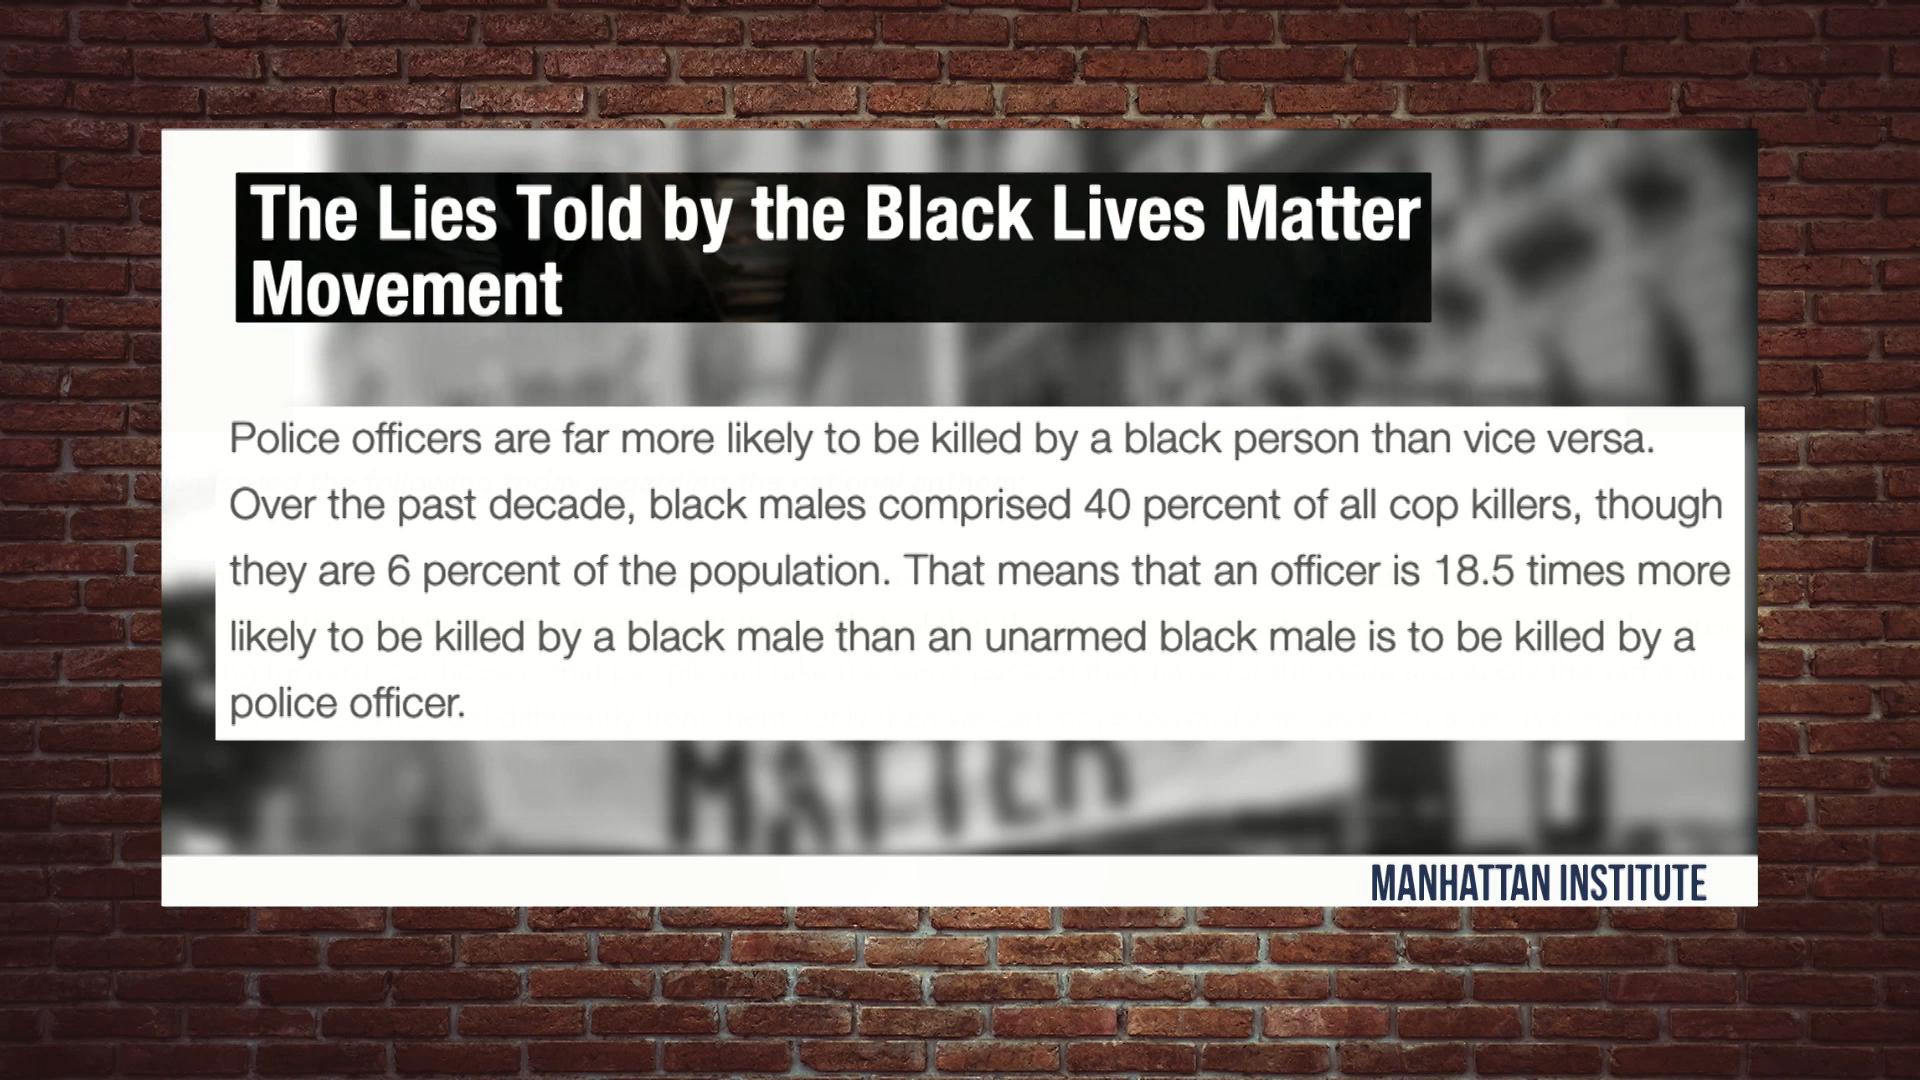 The Lies Told by the Black Lives Matter
Movement
Police officers are far more likely to be killed by a black person than vice versa.
Over the past decade, black males comprised 40 percent of all cop killers, though
they are 6 percent of the population. That means that an officer is 18.5 times more
likely to be killed by a black male than an unarmed black male is to be killed by a
police officer.
MATTER
MANHATTAN INSTITUTE